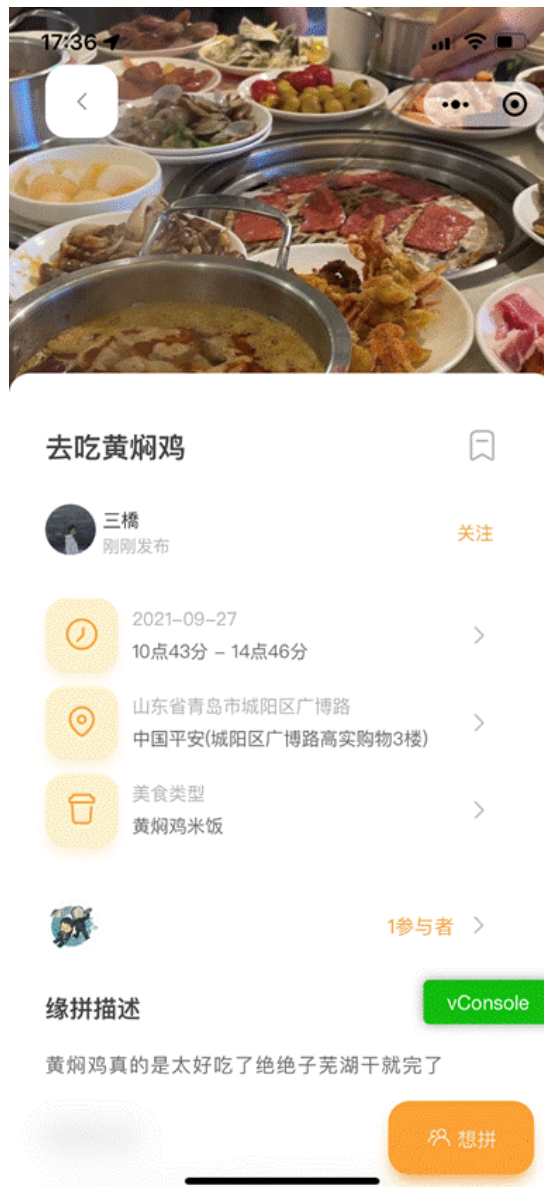 17:36
去吃黄焖鸡
三橋
刚刚发布
关注
2021-09-27
10点43分 – 14点46分
山东省青岛市城阳区广博路
中国平安(城阳区广博路高实购物3楼)
美食类型
黄焖鸡米饭
1参与者
缘拼描述
vConsole
黄焖鸡真的是太好吃了绝绝子芜湖干就完了
想拼